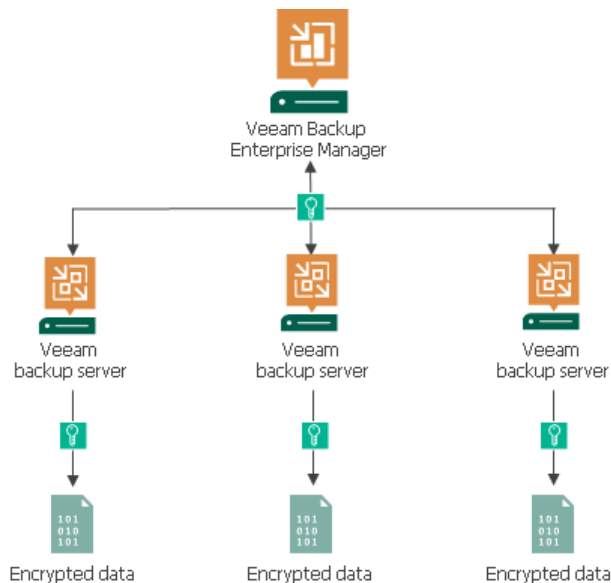 Veeam Backup
Enterprise Manager
Veeam
backup server
Veeam
backup server
Veeam
backup server
101
010
101
101
010
101
101
010
101
Encrypted data
Encrypted data
Encrypted data